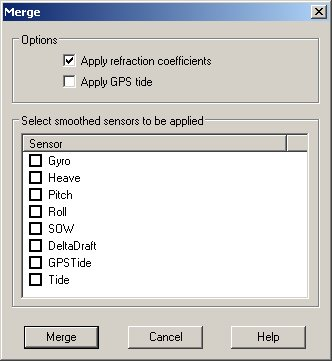 Merge
Options
Apply refraction coefficients
Apply GPS tide
Select smoothed sensors to be applied
Sensor
Gyro
Heave
Pitch
Roll
SOW
DeltaDraft
GPSTide
Tide
Merge Cancel Help